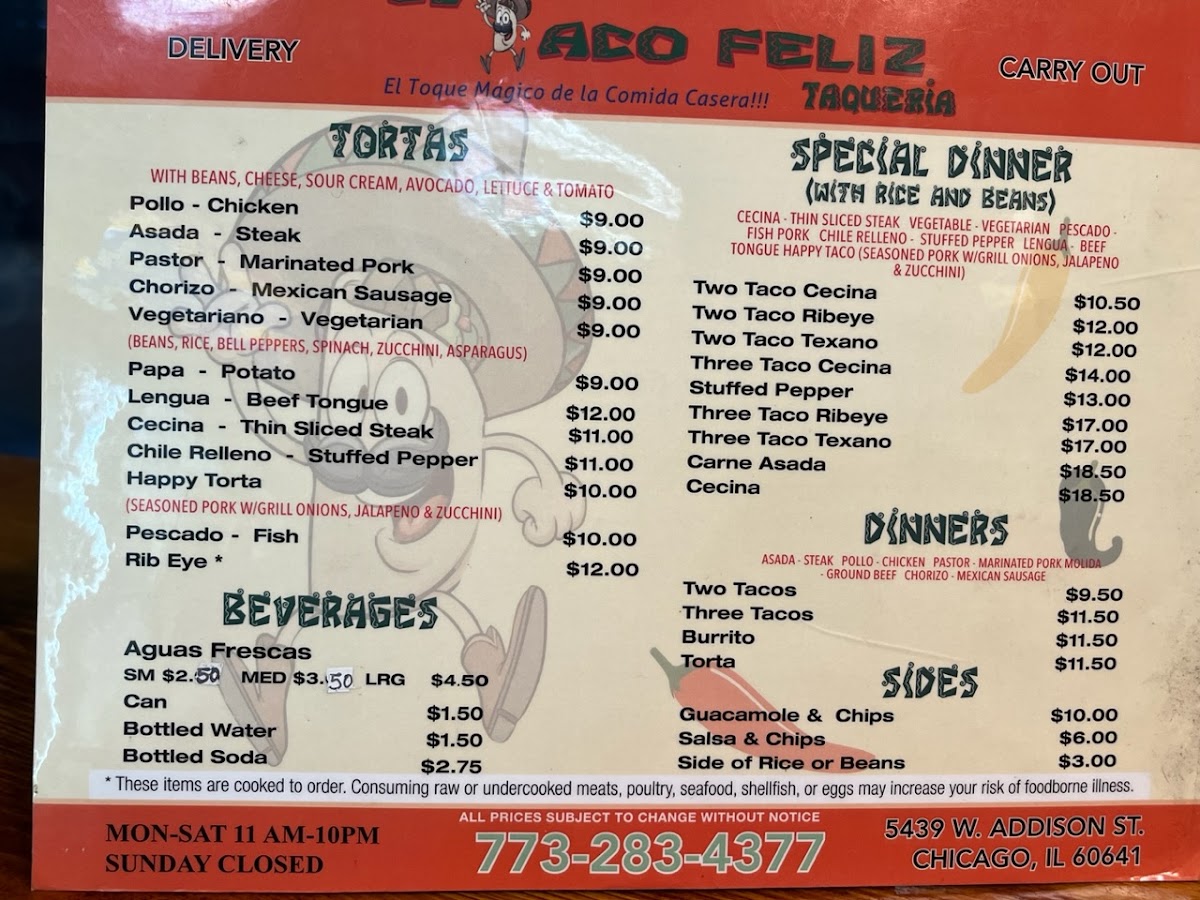 DELIVERY
ACO FELIZ
CARRY OUT
El Toque Magico de la Comida Casera!!!
TAQUERIA
TORTAS
WITH BEANS, CHEESE, SOUR CREAM, AVOCADO, LETTUCE & TOMATO
Pollo - Chicken $9.00
Asada - Steak $9.00
Pastor - Marinated Pork $9.00
Chorizo - Mexican Sausage $9.00
Vegetariano - Vegetarian $9.00
(BEANS, RICE, BELL PEPPERS, SPINACH, ZUCCHINI, ASPARAGUS)
Papa - Potato $9.00
Lengua - Beef Tongue $12.00
Cecina - Thin Sliced Steak $11.00
Chile Relleno - Stuffed Pepper $11.00
Happy Torta $10.00
(SEASONED PORK W/GRILL ONIONS, JALAPENO & ZUCCHINI)
Pescado - Fish $10.00
Rib Eye * $12.00
BEVERAGES
Aguas Frescas
SM $2.50 MED $3.50 LRG $4.50
Can $1.50
Bottled Water $1.50
Bottled Soda $2.75
SPECIAL DINNER
(WITH RICE AND BEANS)
CECINA - THIN SLICED STEAK VEGETABLE - VEGETARIAN PESCADO -
FISH PORK CHILE RELLENO - STUFFED PEPPER LENGUA - BEEF
TONGUE HAPPY TACO (SEASONED PORK W/GRILL ONIONS, JALAPENO
& ZUCCHINI)
Two Taco Cecina $10.50
Two Taco Ribeye $12.00
Two Taco Texano $12.00
Three Taco Cecina $14.00
Stuffed Pepper $13.00
Three Taco Ribeye $17.00
Three Taco Texano $17.00
Carne Asada $18.50
Cecina $18.50
DINNERS
ASADA - STEAK POLLO - CHICKEN PASTOR - MARINATED PORK MOLIDA
- GROUND BEEF CHORIZO - MEXICAN SAUSAGE
Two Tacos $9.50
Three Tacos $11.50
Burrito $11.50
Torta $11.50
SIDES
Guacamole & Chips $10.00
Salsa & Chips $6.00
Side of Rice or Beans $3.00
* These items are cooked to order. Consuming raw or undercooked meats, poultry, seafood, shellfish, or eggs may increase your risk of foodborne illness.
MON-SAT 11 AM-10PM
SUNDAY CLOSED
ALL PRICES SUBJECT TO CHANGE WITHOUT NOTICE
773-283-4377
5439 W. ADDISON ST.
CHICAGO, IL 60641